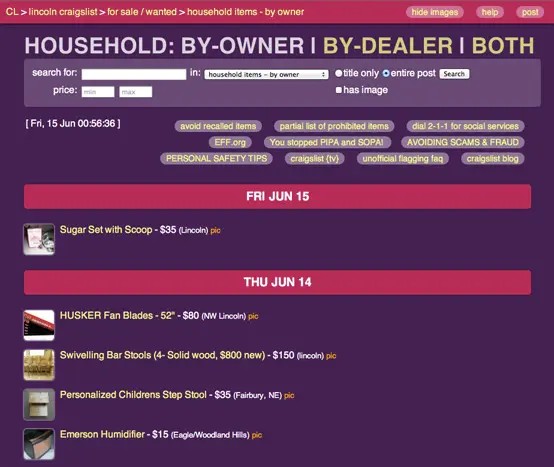 CL > lincoln craigslist > for sale / wanted > household items - by owner
hide images help post
HOUSEHOLD: BY-OWNER | BY-DEALER | BOTH
search for: in: household items - by owner title only entire post Search
price: min max has image
[ Fri, 15 Jun 00:56:36 ]
avoid recalled items partial list of prohibited items dial 2-1-1 for social services
EFF.org You stopped PIPA and SOPA! AVOIDING SCAMS & FRAUD
PERSONAL SAFETY TIPS craigslist {tv} unofficial flagging faq craigslist blog
FRI JUN 15
Sugar Set with Scoop - $35 (Lincoln) pic
THU JUN 14
HUSKER Fan Blades - 52" - $80 (NW Lincoln) pic
Swivelling Bar Stools (4- Solid wood, $800 new) - $150 (lincoln) pic
Personalized Childrens Step Stool - $35 (Fairbury, NE) pic
Emerson Humidifier - $15 (Eagle/Woodland Hills) pic